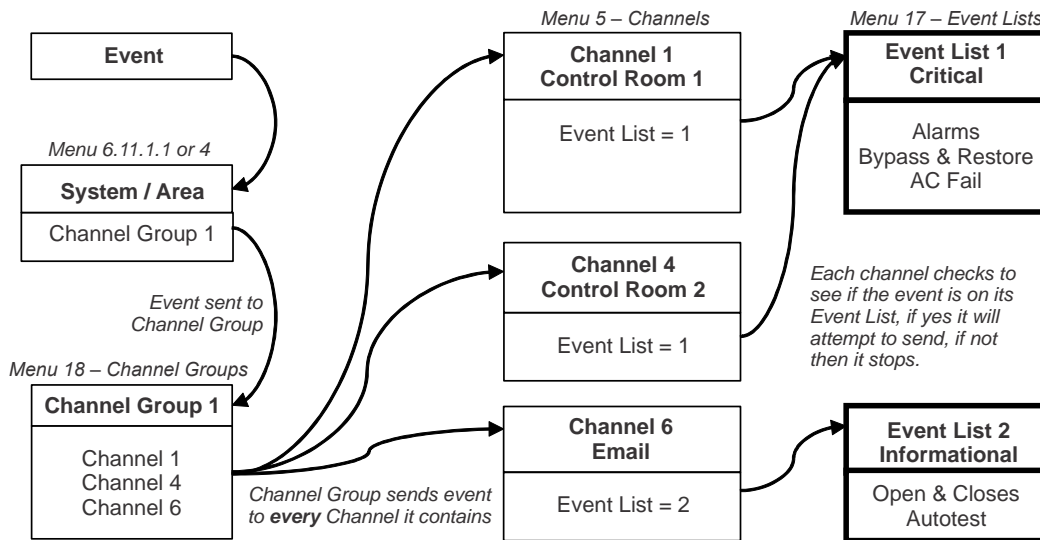 Event
Menu 6.11.1.1 or 4
System / Area
Channel Group 1
Event sent to
Channel Group
Menu 18 – Channel Groups
Channel Group 1
Channel 1
Channel 4
Channel 6
Channel Group sends event
to every Channel it contains
Menu 5 – Channels
Channel 1
Control Room 1
Event List = 1
Channel 4
Control Room 2
Event List = 1
Channel 6
Email
Event List = 2
Menu 17 – Event Lists
Event List 1
Critical
Alarms
Bypass & Restore
AC Fail
Each channel checks to
see if the event is on its
Event List, if yes it will
attempt to send, if not
then it stops.
Event List 2
Informational
Open & Closes
Autotest